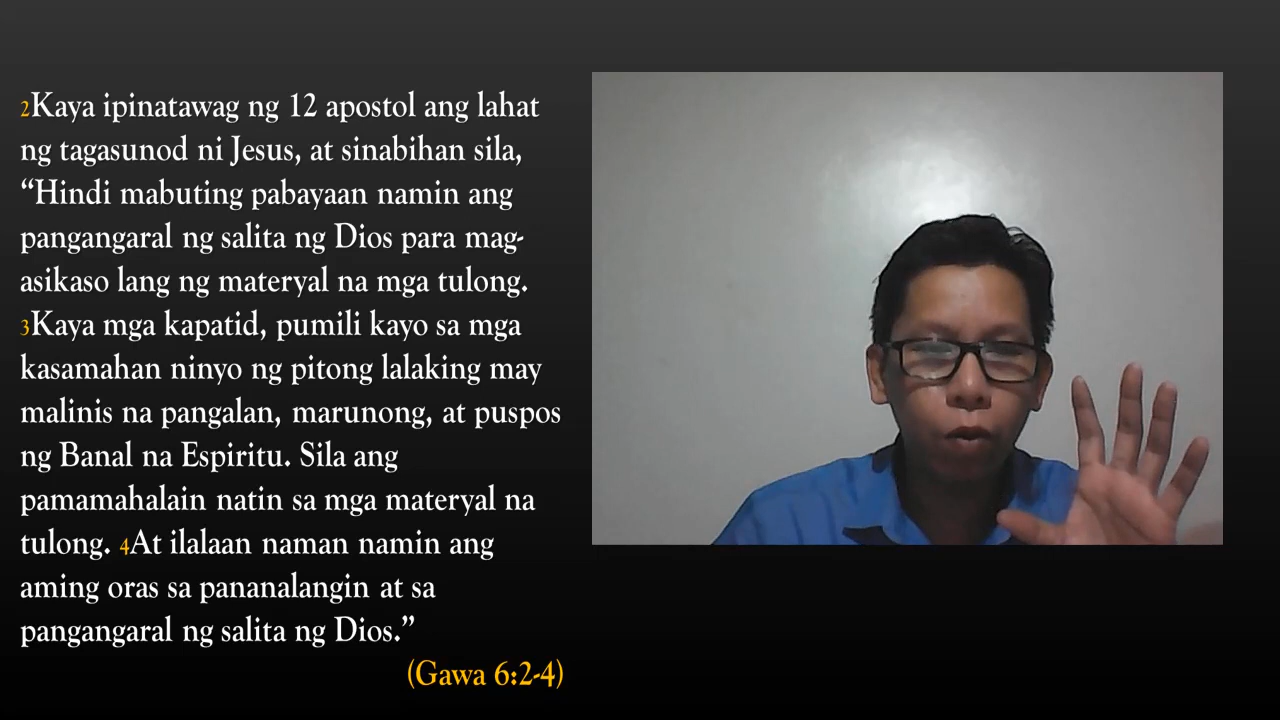 2Kaya ipinatawag ng 12 apostol ang lahat
ng tagasunod ni Jesus, at sinabihan sila,
“Hindi mabuting pabayaan namin ang
pangangaral ng salita ng Dios para mag-
asikaso lang ng materyal na mga tulong.
3Kaya mga kapatid, pumili kayo sa mga
kasamahan ninyo ng pitong lalaking may
malinis na pangalan, marunong, at puspos
ng Banal na Espiritu. Sila ang
pamamahalain natin sa mga materyal na
tulong. 4At ilalaan naman namin ang
aming oras sa pananalangin at sa
pangangaral ng salita ng Dios.”
(Gawa 6:2-4)